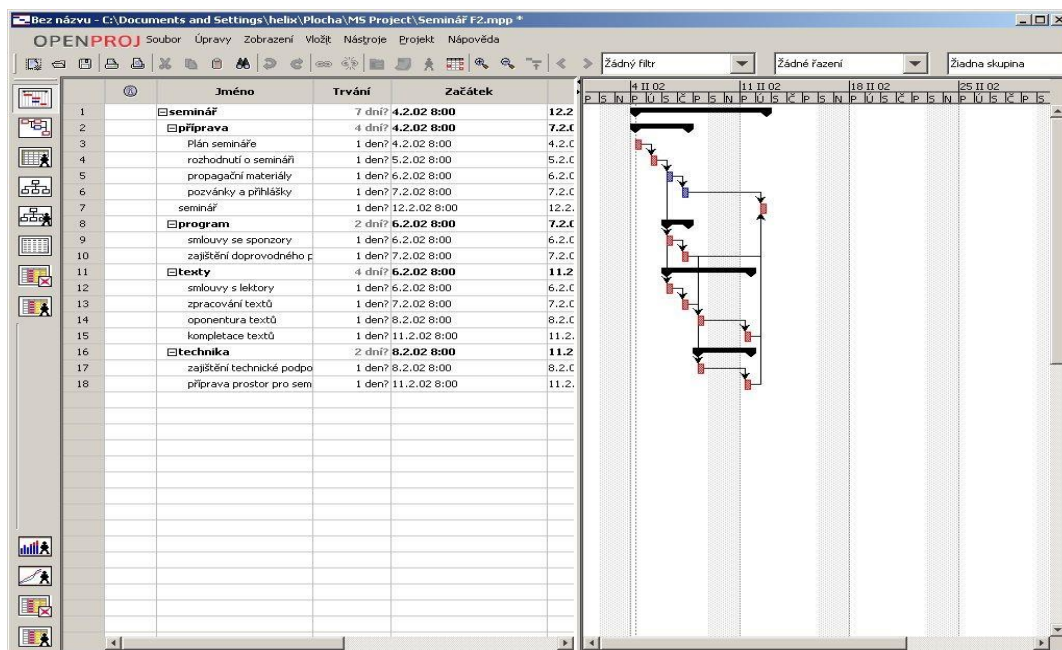 Bez názvu - C:\Documents and Settings\helix\Plocha\MS Project\Seminář F2.mpp *
OPENPROJ Soubor Úpravy Zobrazení Vložit Nástroje Projekt Nápověda
Žádný filtr Žádné řazení Žiadna skupina
Jméno Trvání Začátek
4 II 02 11 II 02 18 II 02 25 II 02
P S N P Ú S Č P S N P Ú S Č P S N P Ú S Č P S N P Ú S Č P S
1 seminář 7 dní? 4.2.02 8:00 12.2
2 příprava 4 dní? 4.2.02 8:00 7.2.0
3 Plán semináře 1 den? 4.2.02 8:00 4.2.0
4 rozhodnutí o semináři 1 den? 5.2.02 8:00 5.2.0
5 propagační materiály 1 den? 6.2.02 8:00 6.2.0
6 pozvánky a přihlášky 1 den? 7.2.02 8:00 7.2.0
7 seminář 1 den? 12.2.02 8:00 12.2.
8 program 2 dní? 6.2.02 8:00 7.2.0
9 smlouvy se sponzory 1 den? 6.2.02 8:00 6.2.0
10 zajištění doprovodného p 1 den? 7.2.02 8:00 7.2.0
11 texty 4 dní? 6.2.02 8:00 11.2
12 smlouvy s lektory 1 den? 6.2.02 8:00 6.2.0
13 zpracování textů 1 den? 7.2.02 8:00 7.2.0
14 oponentura textů 1 den? 8.2.02 8:00 8.2.0
15 kompletace textů 1 den? 11.2.02 8:00 11.2.
16 technika 2 dní? 8.2.02 8:00 11.2
17 zajištění technické podpo 1 den? 8.2.02 8:00 8.2.0
18 příprava prostor pro sem 1 den? 11.2.02 8:00 11.2.